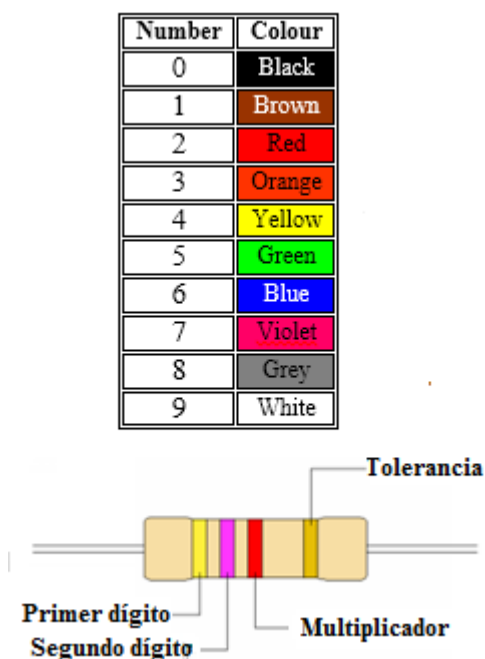 Number Colour
0 Black
1 Brown
2 Red
3 Orange
4 Yellow
5 Green
6 Blue
7 Violet
8 Grey
9 White
Tolerancia
Primer dígito
Multiplicador
Segundo dígito